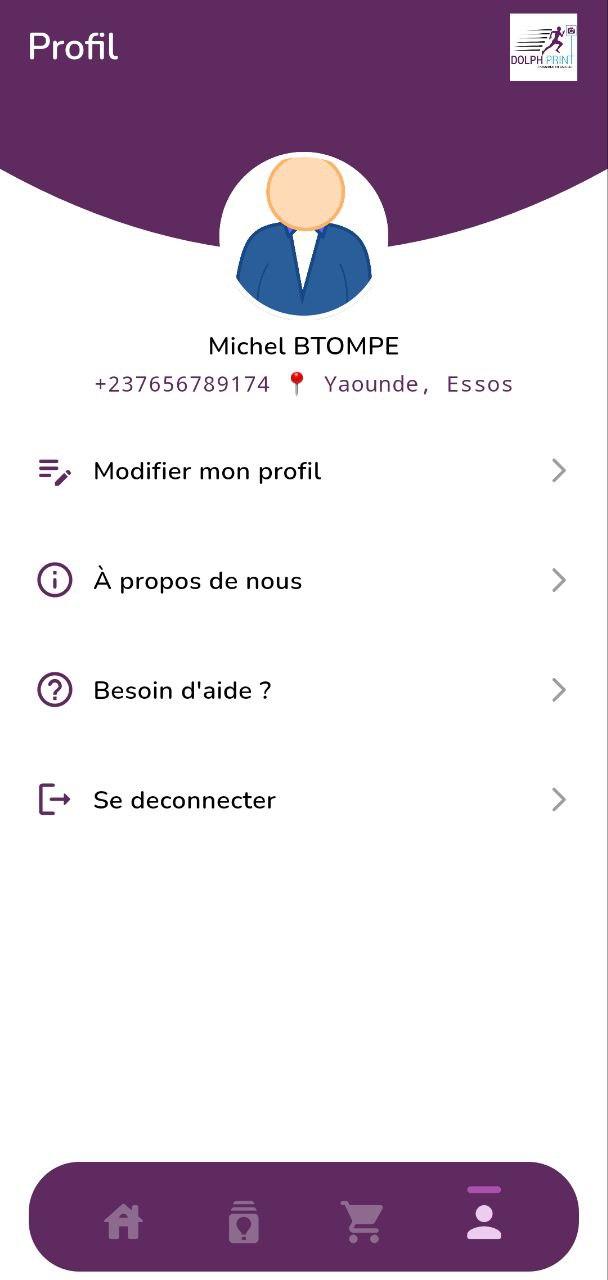 Profil
DOLPH PRINT
Michel BTOMPE
+237656789174 📍 Yaounde, Essos
Modifier mon profil
À propos de nous
Besoin d'aide ?
Se deconnecter